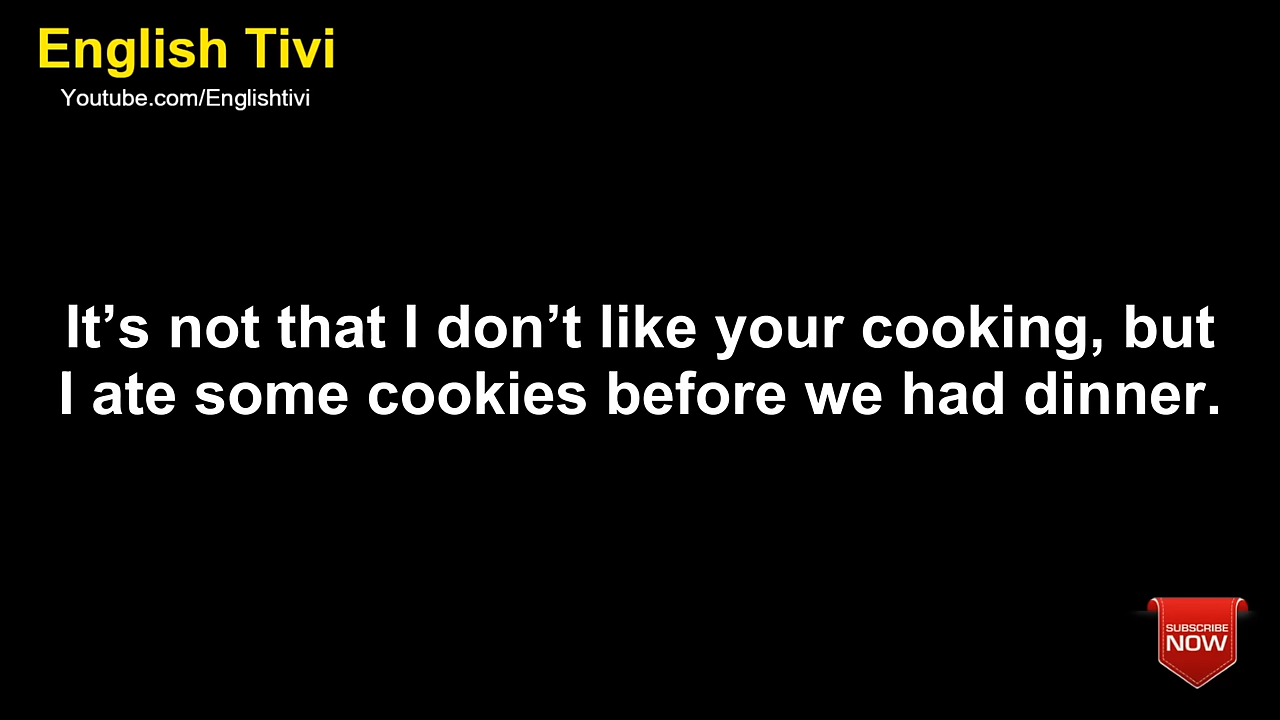 English Tivi
Youtube.com/Englishtivi
It’s not that I don’t like your cooking, but
I ate some cookies before we had dinner.
SUBSCRIBE
NOW